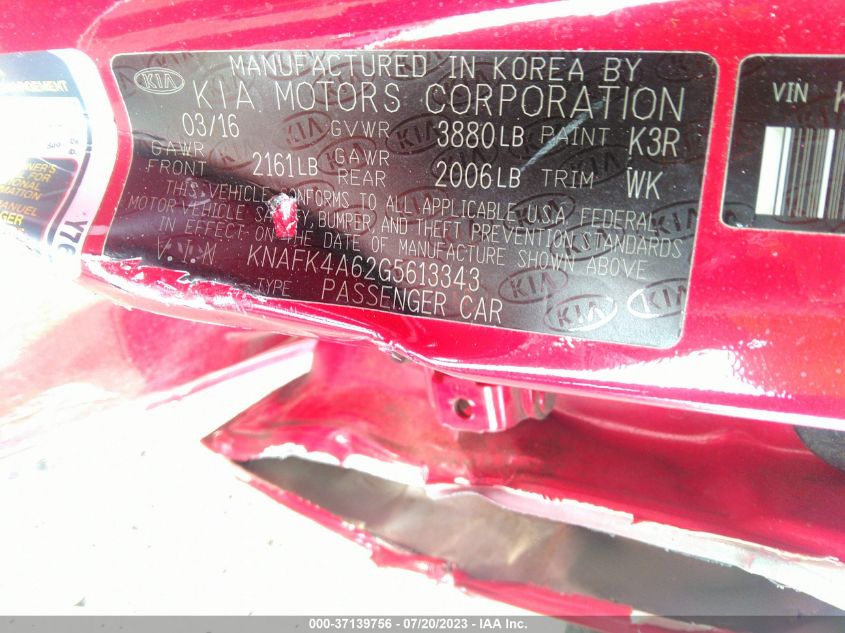 MANUFACTURED IN KOREA BY
KIA KIA MOTORS CORPORATION
03/16 GVWR 3880LB PAINT K3R
GAWR FRONT 2161LB GAWR REAR 2006LB TRIM WK
THIS VEHICLE CONFORMS TO ALL APPLICABLE U.S.A. FEDERAL
MOTOR VEHICLE BUMPER AND THEFT PREVENTION STANDARDS
IN EFFECT ON THE DATE OF MANUFACTURE SHOWN ABOVE
V.I.N KNAFK4A62G5613343
TYPE PASSENGER CAR
VIN K
000-37139756 / 07/20/2023 - IAA Inc.